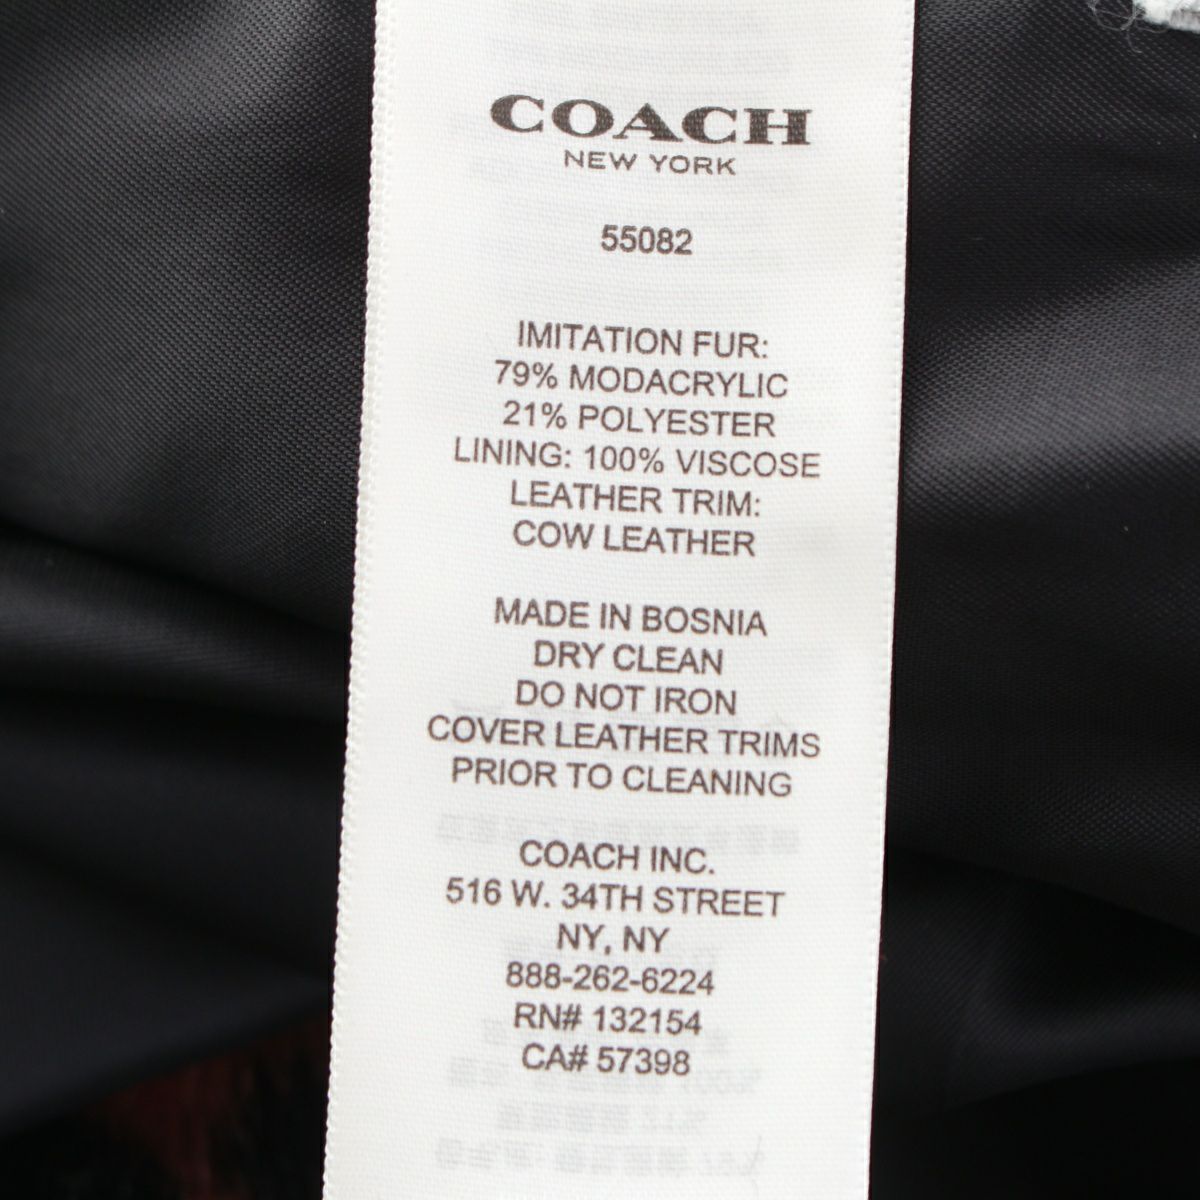 COACH
NEW YORK
55082
IMITATION FUR:
79% MODACRYLIC
21% POLYESTER
LINING: 100% VISCOSE
LEATHER TRIM:
COW LEATHER
MADE IN BOSNIA
DRY CLEAN
DO NOT IRON
COVER LEATHER TRIMS
PRIOR TO CLEANING
COACH INC.
516 W. 34TH STREET
NY, NY
888-262-6224
RN# 132154
CA# 57398